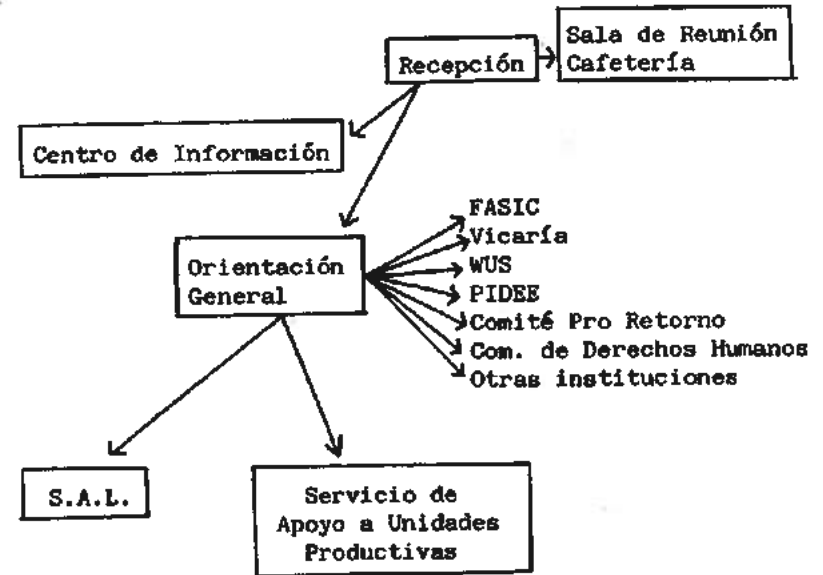 Sala de Reunión
Cafetería
Recepción
Centro de Información
FASIC
Vicaría
WUS
PIDEE
Comité Pro Retorno
Com. de Derechos Humanos
Otras instituciones
Orientación
General
S.A.L.
Servicio de
Apoyo a Unidades
Productivas